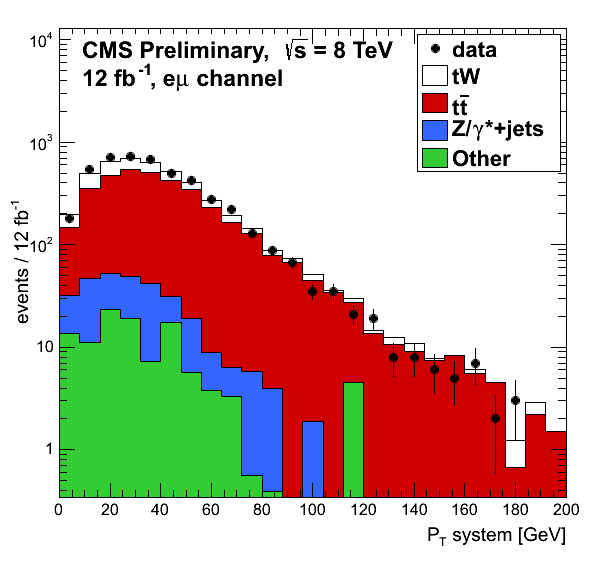 CMS Preliminary, √s = 8 TeV
12 fb⁻¹, eμ channel
data
tW
tt̄
Z/γ*+jets
Other
events / 12 fb⁻¹
10⁴
10³
10²
10
1
0 20 40 60 80 100 120 140 160 180 200
P_T system [GeV]